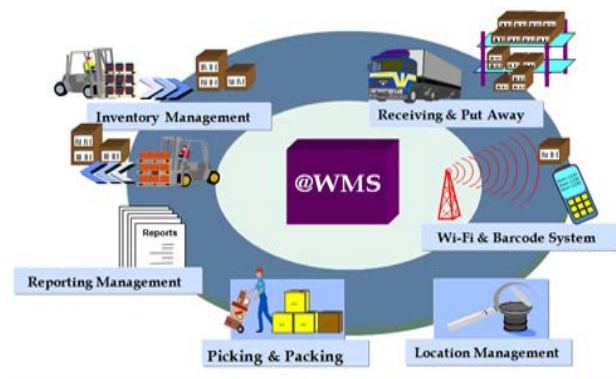 Inventory Management
Receiving & Put Away
@WMS
Wi-Fi & Barcode System
Reports
Reporting Management
Picking & Packing
Location Management